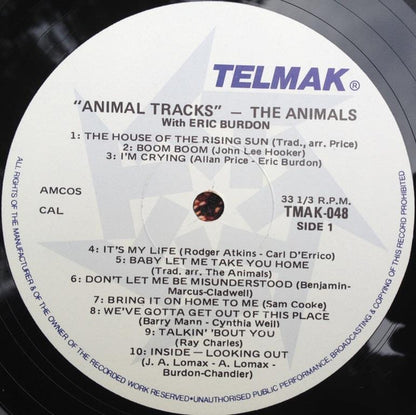 TELMAK®
"ANIMAL TRACKS" — THE ANIMALS
With ERIC BURDON
1: THE HOUSE OF THE RISING SUN (Trad., arr. Price)
2: BOOM BOOM (John Lee Hooker)
3: I'M CRYING (Allan Price - Eric Burdon)
AMCOS
CAL
33 1/3 R.P.M.
TMAK-048
SIDE 1
4: IT'S MY LIFE (Rodger Atkins - Carl D'Errico)
5: BABY LET ME TAKE YOU HOME
(Trad. arr. The Animals)
6: DON'T LET ME BE MISUNDERSTOOD (Benjamin-
Marcus-Cladwell)
7: BRING IT ON HOME TO ME (Sam Cooke)
8: WE'VE GOTTA GET OUT OF THIS PLACE
(Barry Mann - Cynthia Weil)
9: TALKIN' 'BOUT YOU
(Ray Charles)
10: INSIDE — LOOKING OUT
(J. A. Lomax - A. Lomax -
Burdon-Chandler)
ALL RIGHTS OF THE MANUFACTURER & OF THE OWNER OF THE RECORDED WORK RESERVED•UNAUTHORISED PUBLIC PERFORMANCE, BROADCASTING & COPYING OF THIS RECORD PROHIBITED